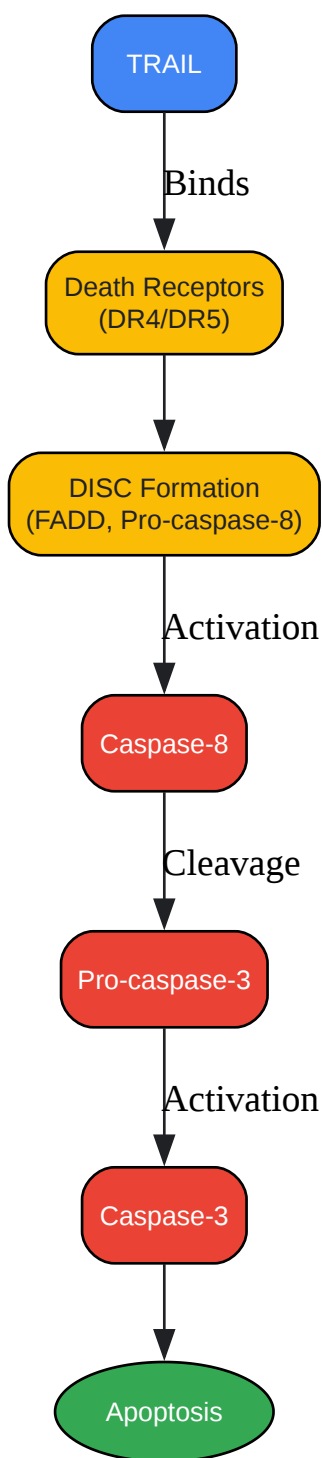 TRAIL
Binds
Death Receptors
(DR4/DR5)
DISC Formation
(FADD, Pro-caspase-8)
Activation
Caspase-8
Cleavage
Pro-caspase-3
Activation
Caspase-3
Apoptosis